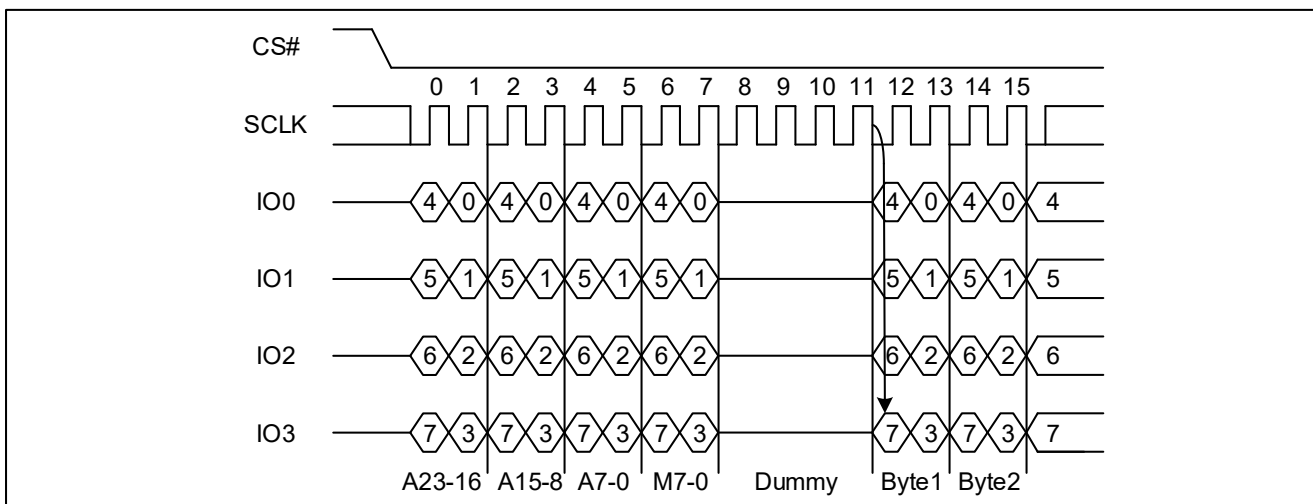 CS#
0 1 2 3 4 5 6 7 8 9 10 11 12 13 14 15
SCLK
IO0 4 0 4 0 4 0 4 0 4 0 4 0 4
IO1 5 1 5 1 5 1 5 1 5 1 5 1 5
IO2 6 2 6 2 6 2 6 2 6 2 6 2 6
IO3 7 3 7 3 7 3 7 3 7 3 7 3 7
A23-16 A15-8 A7-0 M7-0 Dummy Byte1 Byte2